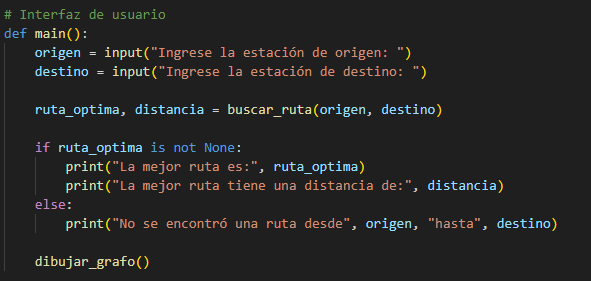 # Interfaz de usuario
def main():
    origen = input("Ingrese la estación de origen: ")
    destino = input("Ingrese la estación de destino: ")
    ruta_optima, distancia = buscar_ruta(origen, destino)
    if ruta_optima is not None:
        print("La mejor ruta es:", ruta_optima)
        print("La mejor ruta tiene una distancia de:", distancia)
    else:
        print("No se encontró una ruta desde", origen, "hasta", destino)
    dibujar_grafo()